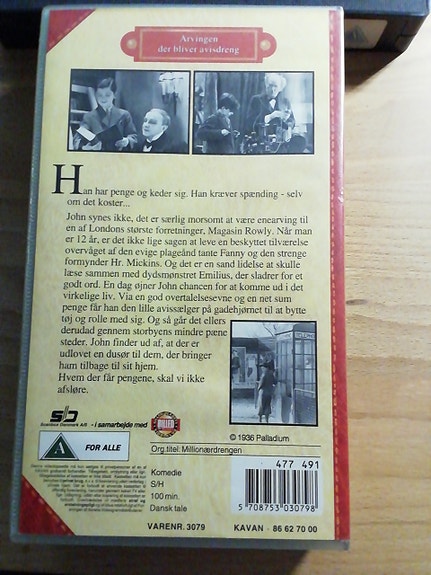 Arvingen
der bliver avisdreng
Han har penge og keder sig. Han kræver spænding - selv
om det koster...
John synes ikke, det er særlig morsomt at være enearving til
en af Londons største forretninger, Magasin Rowly. Når man
er 12 år, er det ikke lige sagen at leve en beskyttet tilværelse
overvåget af den evige plageånd tante Fanny og den strenge
formynder Hr. Mickins. Og det er en sand lidelse at skulle
læse sammen med dydsmønstret Emilius, der sladrer for et
godt ord. En dag øjner John chancen for at komme ud i det
virkelige liv. Via en god overtalelsesevne og en net sum
penge får han den lille avissælger på gadehjørnet til at bytte
tøj og rolle med sig. Og så går det ellers
derudad gennem storbyens mindre pæne
steder. John finder ud af, at der er
udlovet en dusør til dem, der bringer
ham tilbage til sit hjem.
Hvem der får pengene, skal vi ikke
afsløre.
Scanbox Danmark A/S
- i samarbejde med
BILLED
© 1936 Palladium
A
FOR ALLE
Org.titel: Millionærdrengen
Komedie
S/H
100 min.
Dansk tale
477 491
5 708753 030798
VARENR. 3079
KAVAN - 86 62 70 00